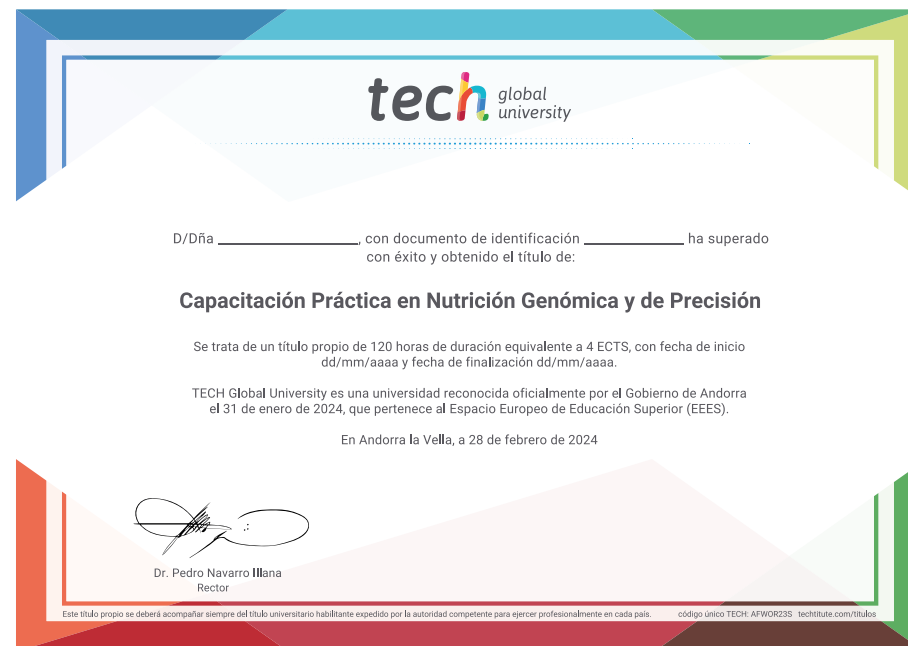 tech global university
D/Dña ____________________, con documento de identificación ______________ ha superado
con éxito y obtenido el título de:
Capacitación Práctica en Nutrición Genómica y de Precisión
Se trata de un título propio de 120 horas de duración equivalente a 4 ECTS, con fecha de inicio
dd/mm/aaaa y fecha de finalización dd/mm/aaaa.
TECH Global University es una universidad reconocida oficialmente por el Gobierno de Andorra
el 31 de enero de 2024, que pertenece al Espacio Europeo de Educación Superior (EEES).
En Andorra la Vella, a 28 de febrero de 2024
Dr. Pedro Navarro Illana
Rector
Este título propio se deberá acompañar siempre del título universitario habilitante expedido por la autoridad competente para ejercer profesionalmente en cada país. código único TECH: AFWOR23S techtitute.com/titulos